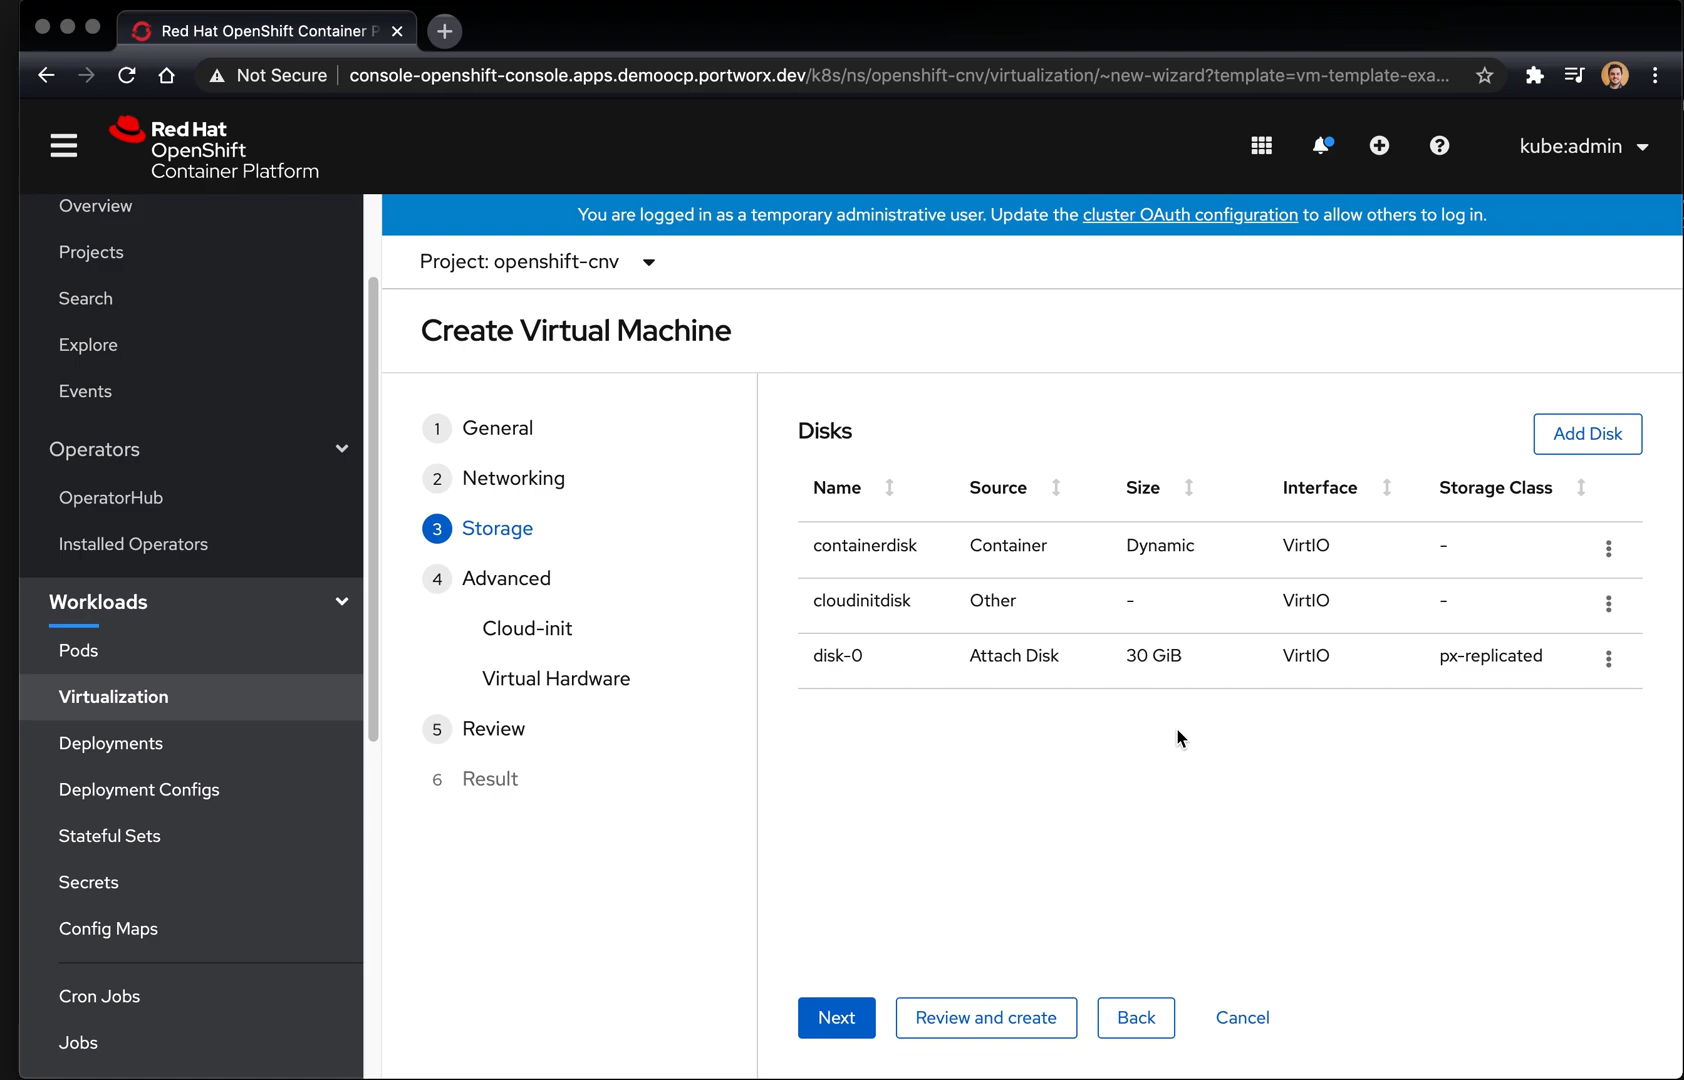 Red Hat OpenShift Container P
Not Secure
console-openshift-console.apps.demoocp.portworx.dev/k8s/ns/openshift-cnv/virtualization/~new-wizard?template=vm-template-exa...
Red Hat
OpenShift
Container Platform
kube:admin
Overview
Projects
Search
Explore
Events
Operators
OperatorHub
Installed Operators
Workloads
Pods
Virtualization
Deployments
Deployment Configs
Stateful Sets
Secrets
Config Maps
Cron Jobs
Jobs
You are logged in as a temporary administrative user. Update the cluster OAuth configuration to allow others to log in.
Project: openshift-cnv
Create Virtual Machine
1 General
2 Networking
3 Storage
4 Advanced
Cloud-init
Virtual Hardware
5 Review
6 Result
Disks
Add Disk
Name Source Size Interface Storage Class
containerdisk Container Dynamic VirtIO -
cloudinitdisk Other - VirtIO -
disk-0 Attach Disk 30 GiB VirtIO px-replicated
Next Review and create Back Cancel